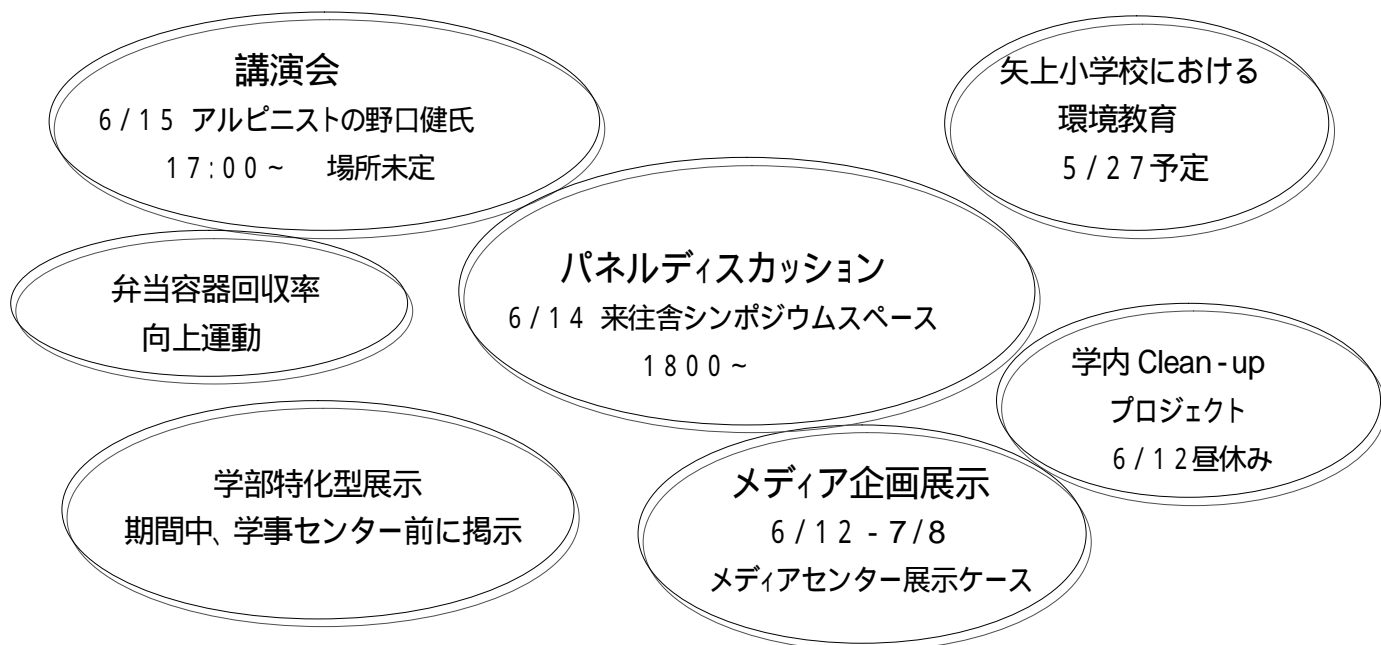 講演会
6/15 アルピニストの野口健氏
17:00~ 場所未定
矢上小学校における
環境教育
5/27予定
パネルディスカッション
6/14 来往舎シンポジウムスペース
1800~
弁当容器回収率
向上運動
学内 Clean-up
プロジェクト
6/12昼休み
学部特化型展示
期間中、学事センター前に掲示
メディア企画展示
6/12-7/8
メディアセンター展示ケース